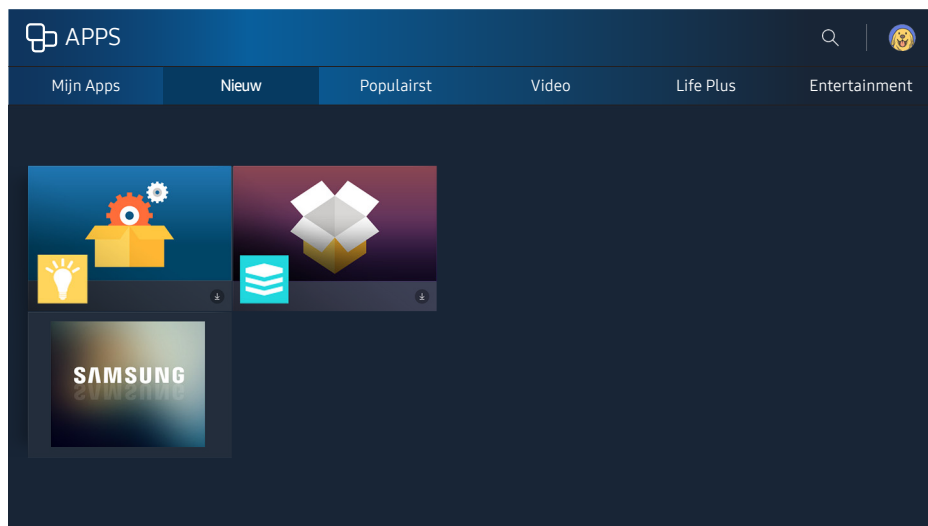 APPS
Mijn Apps
Nieuw
Populairst
Video
Life Plus
Entertainment
SAMSUNG